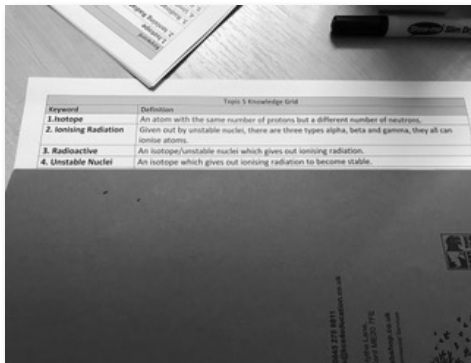 Topic 5 Knowledge Grid
Keyword Definition
1.Isotope An atom with the same number of protons but a different number of neutrons.
2. Ionising Radiation Given out by unstable nuclei, there are three types alpha, beta and gamma, they all can
ionise atoms.
3. Radioactive An isotope/unstable nuclei which gives out ionising radiation.
4. Unstable Nuclei An isotope which gives out ionising radiation to become stable.
Keyword
1.Isotope